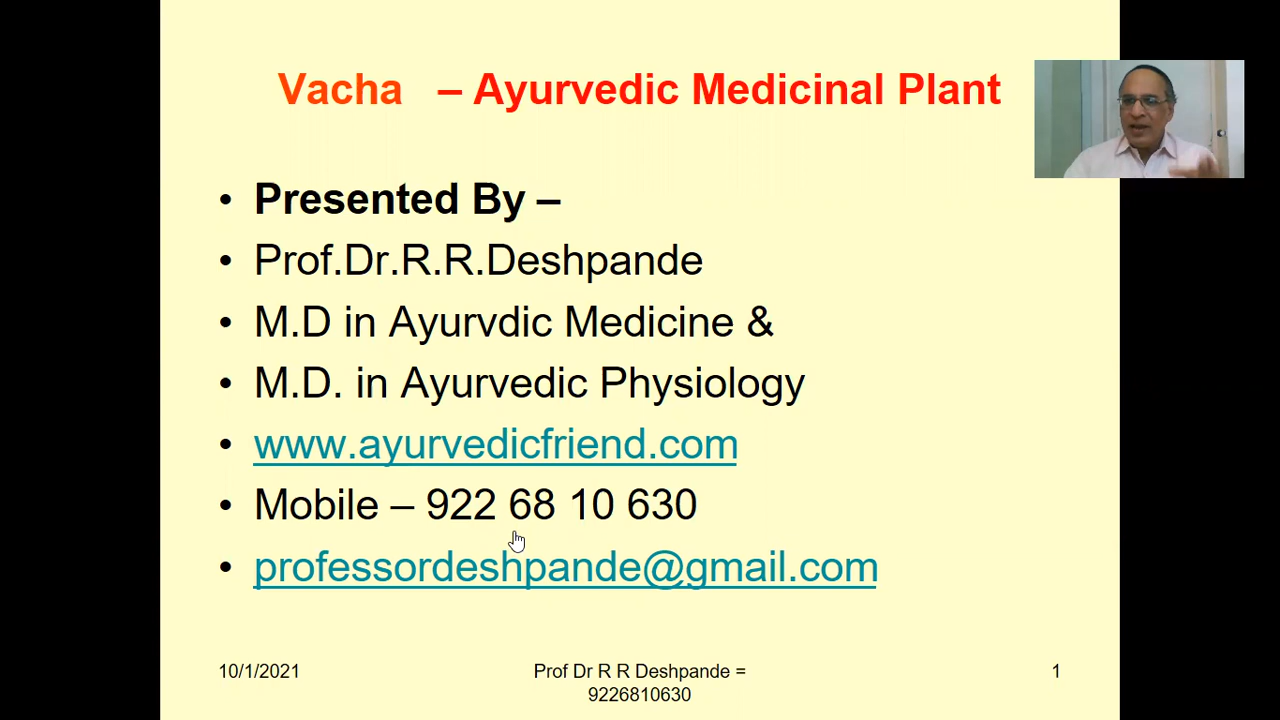 Vacha – Ayurvedic Medicinal Plant
• Presented By –
• Prof.Dr.R.R.Deshpande
• M.D in Ayurvdic Medicine &
• M.D. in Ayurvedic Physiology
• www.ayurvedicfriend.com
• Mobile – 922 68 10 630
• professordeshpande@gmail.com
10/1/2021
Prof Dr R R Deshpande =
9226810630
1